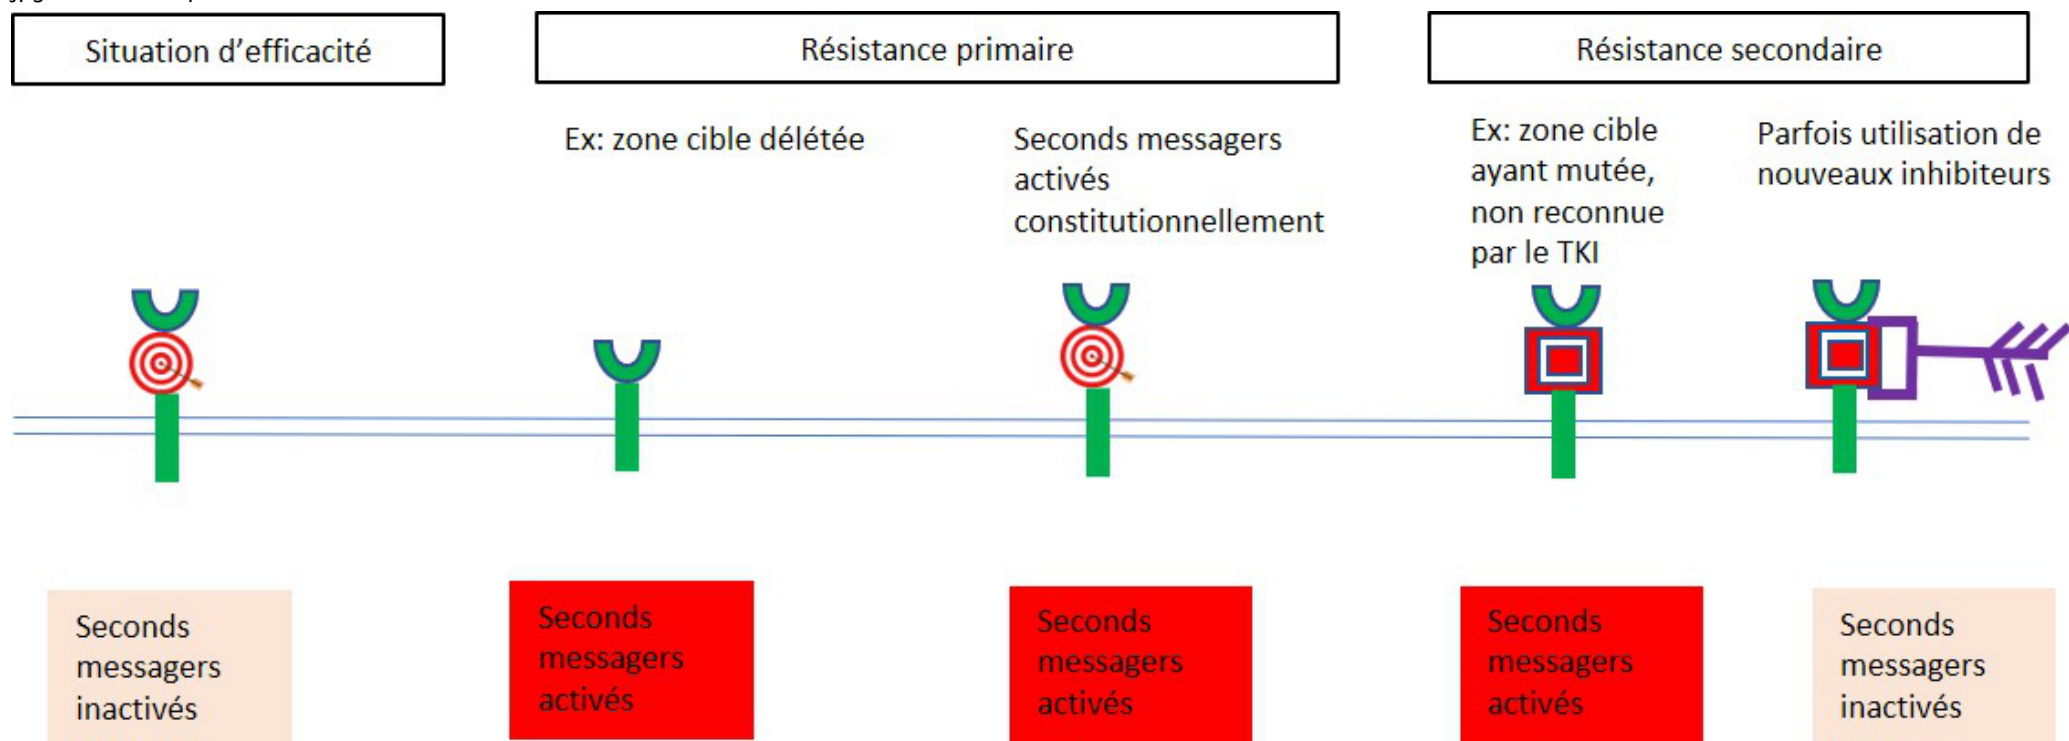 Situation d'efficacité
Résistance primaire
Résistance secondaire
Ex: zone cible délétée
Seconds messagers
activés
constitutionnellement
Ex: zone cible
ayant mutée,
non reconnue
par le TKI
Parfois utilisation de
nouveaux inhibiteurs
Seconds
messagers
inactivés
Seconds
messagers
activés
Seconds
messagers
activés
Seconds
messagers
activés
Seconds
messagers
inactivés